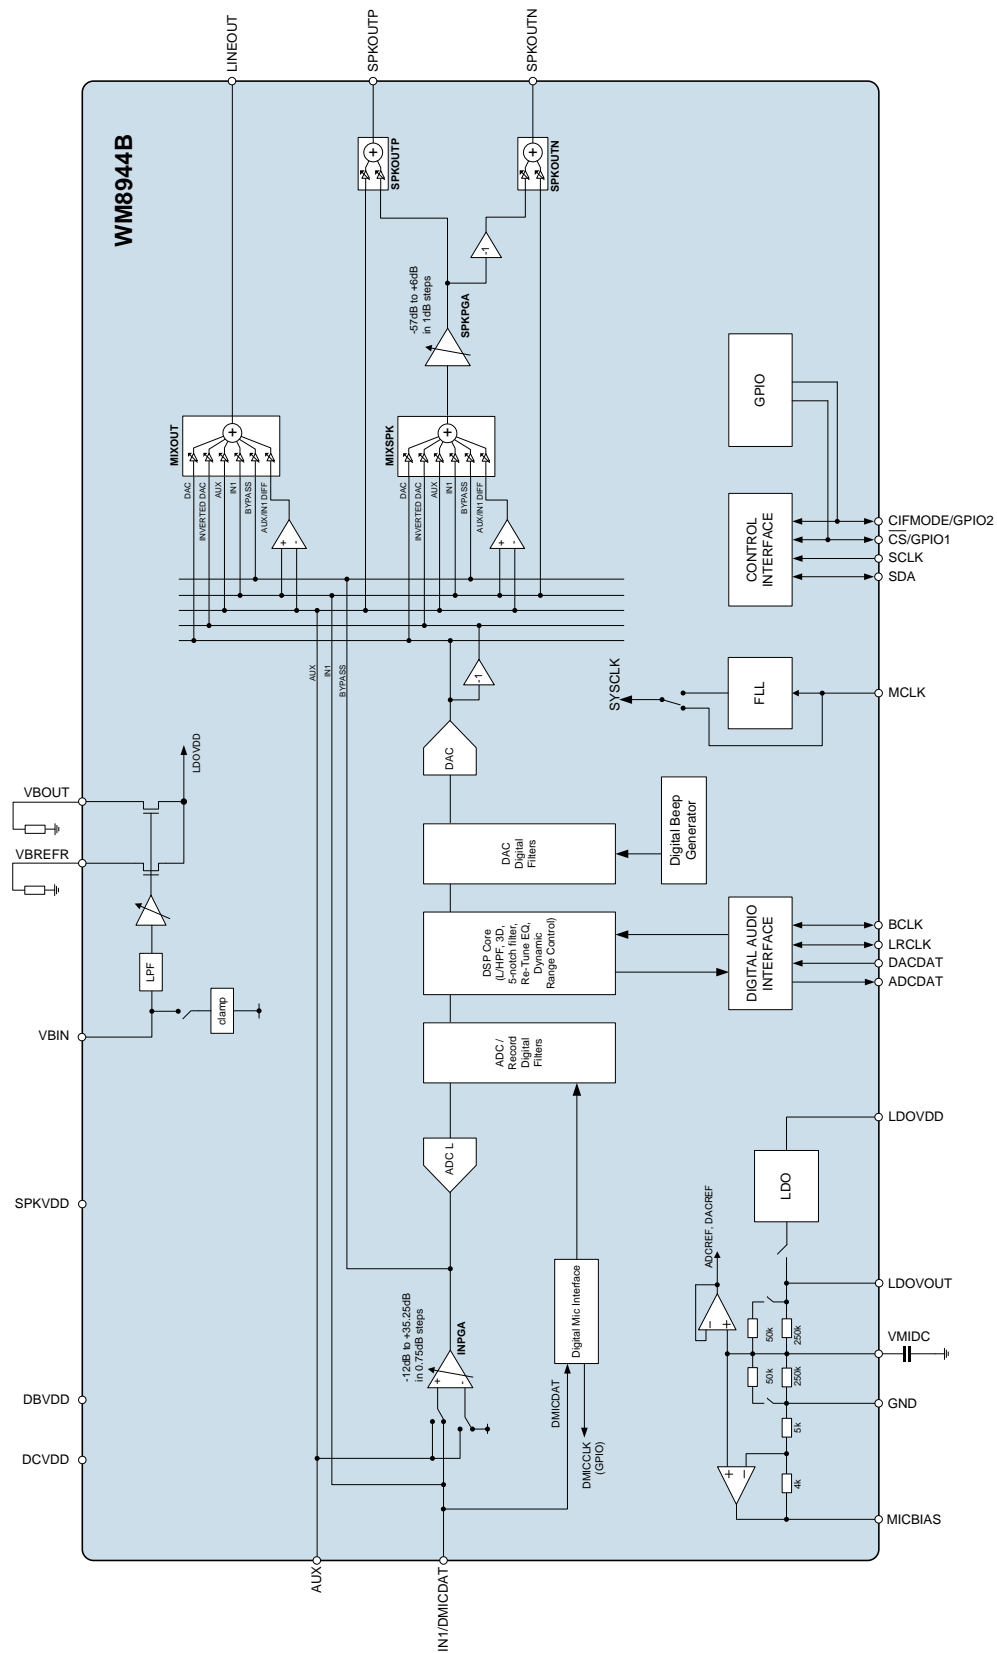 LINEOUT
SPKOUTP
SPKOUTN
WM8944B
SPKOUTP
SPKOUTN
-57dB to +6dB
in 1dB steps
SPKPGA
-1
MIXOUT
MIXSPK
DAC
INVERTED DAC
AUX
IN1
BYPASS
AUX/IN1 DIFF
+
-
DAC
INVERTED DAC
AUX
IN1
BYPASS
AUX/IN1 DIFF
+
-
GPIO
CONTROL
INTERFACE
CIFMODE/GPIO2
CS/GPIO1
SCLK
SDA
AUX
IN1
BYPASS
-1
SYSCLK
FLL
MCLK
VBOUT
VBREFR
LDOVDD
LPF
clamp
VBIN
DAC
DAC
Digital
Filters
Digital Beep
Generator
DSP Core
(L/HPF, 3D,
5-notch filter,
Re-Tune EQ,
Dynamic
Range Control)
DIGITAL AUDIO
INTERFACE
BCLK
LRCLK
DACDAT
ADCDAT
ADC /
Record
Digital
Filters
ADC L
SPKVDD
LDOVDD
LDO
ADCREF, DACREF
LDOVOUT
-12dB to +35.25dB
in 0.75dB steps
INPGA
+
-
Digital Mic Interface
DMICDAT
DMICCLK
(GPIO)
50k
250k
VMIDC
50k
250k
GND
5k
4k
MICBIAS
DBVDD
DCVDD
AUX
IN1/DMICDAT